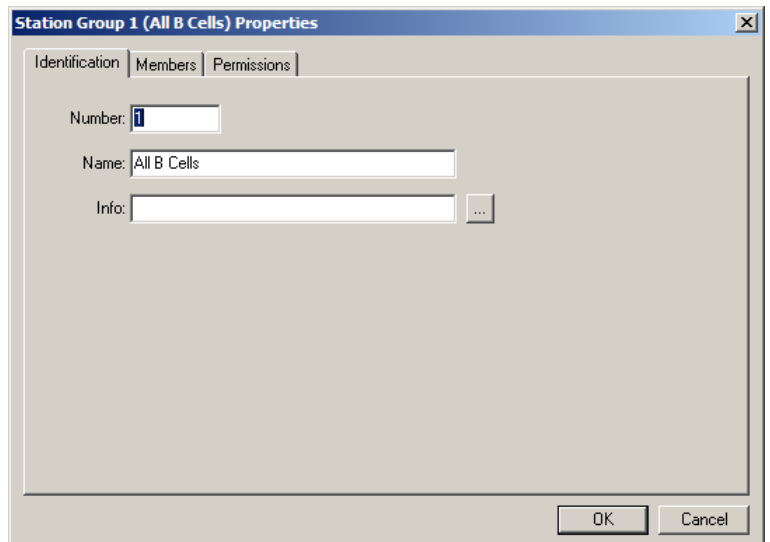 Station Group 1 (All B Cells) Properties
Identification Members Permissions
Number: 1
Name: All B Cells
Info: ...
OK Cancel